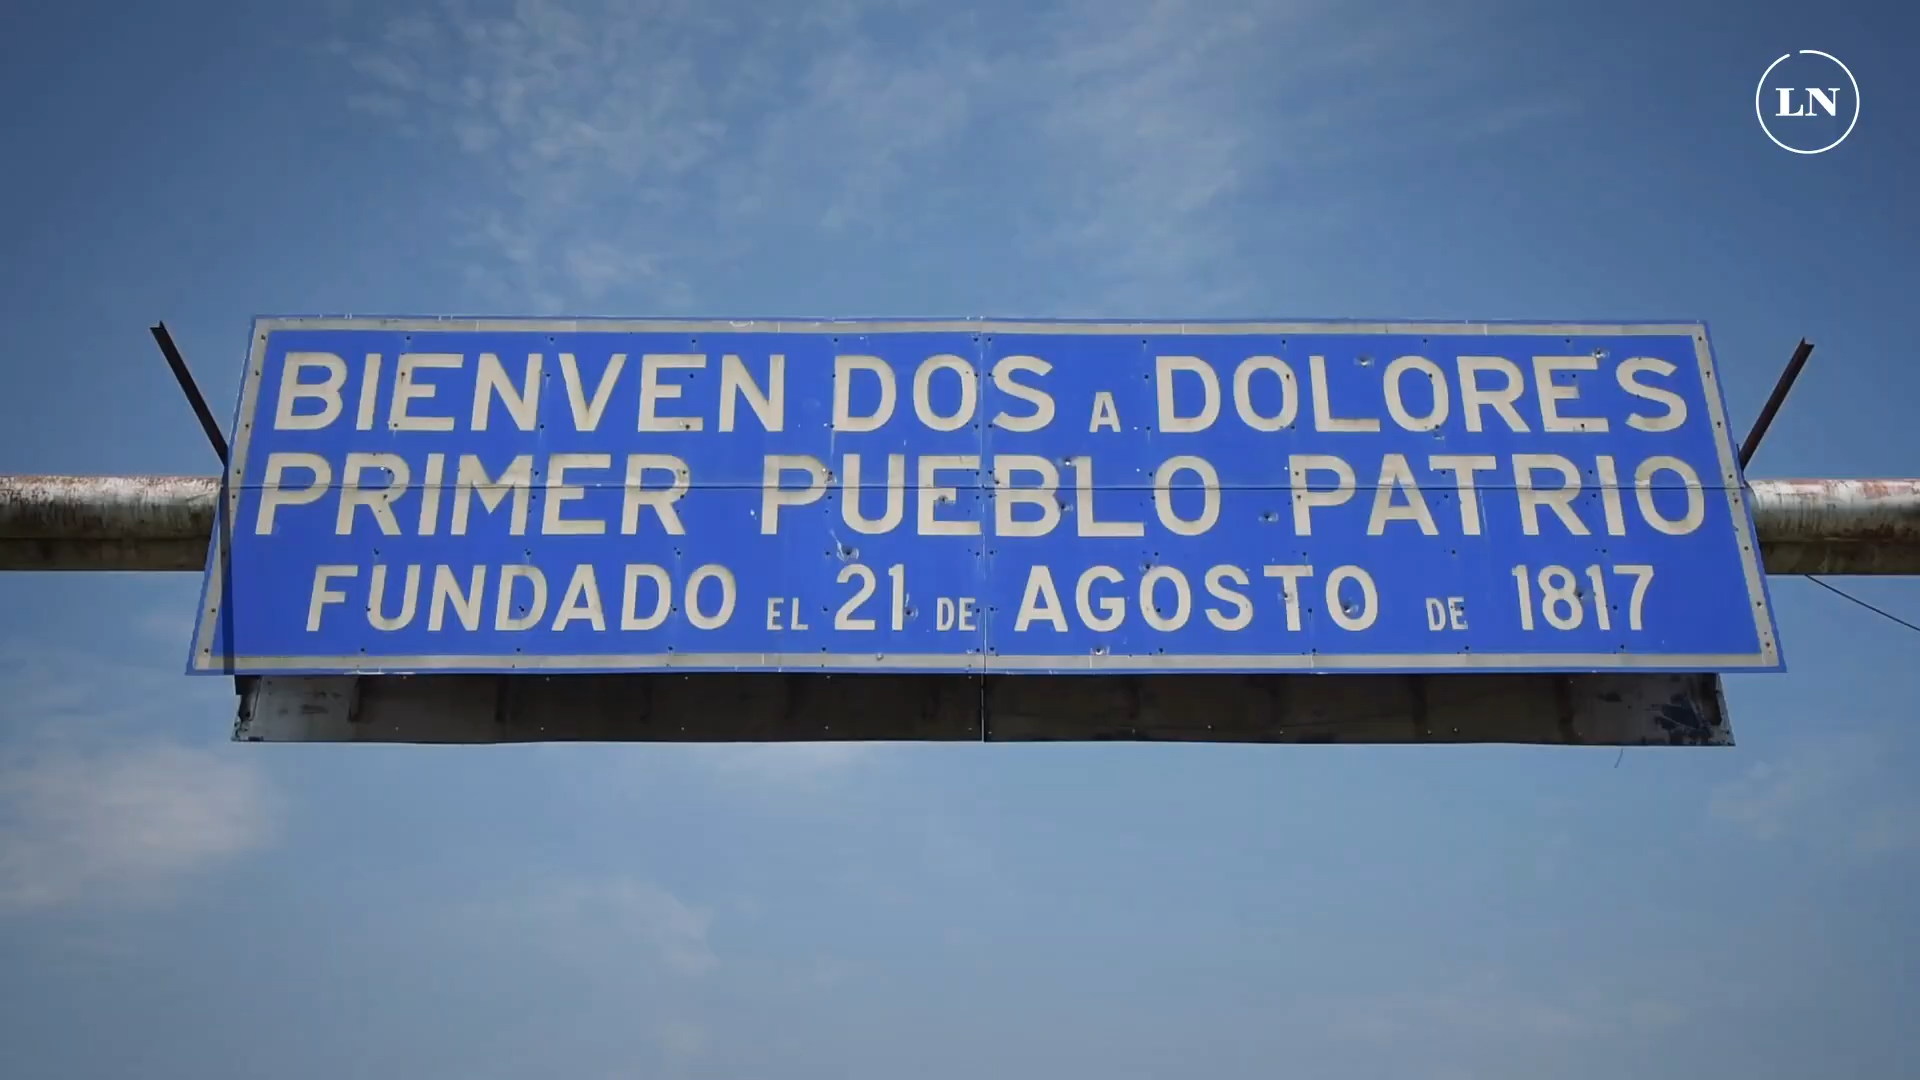 LN
BIENVEN DOS A DOLORES
PRIMER PUEBLO PATRIO
FUNDADO EL 21 DE AGOSTO DE 1817